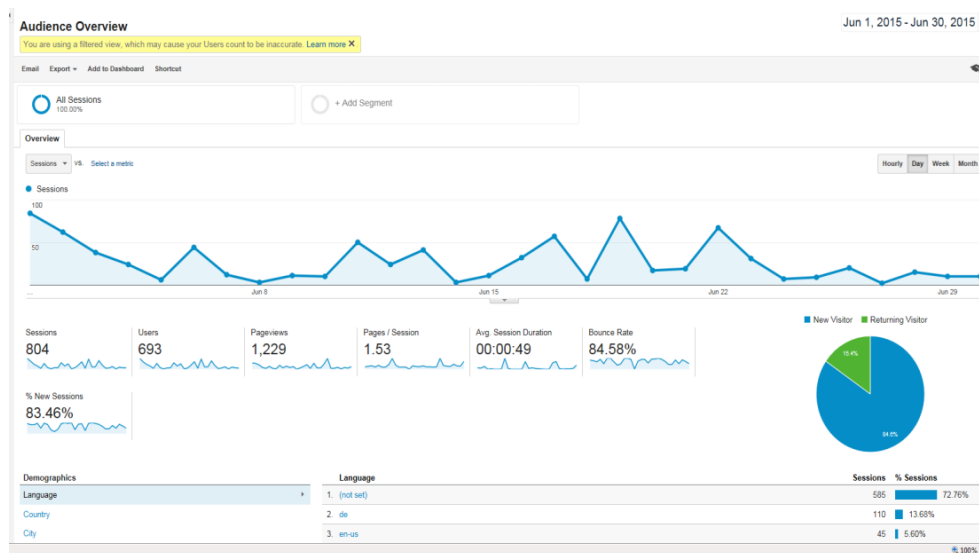 Audience Overview
Jun 1, 2015 - Jun 30, 2015
You are using a filtered view, which may cause your Users count to be inaccurate. Learn more X
Email Export Add to Dashboard Shortcut
All Sessions
100.00%
+ Add Segment
Overview
Sessions VS. Select a metric
Hourly Day Week Month
Sessions
100
50
... Jun 8 Jun 15 Jun 22 Jun 29
New Visitor Returning Visitor
Sessions Users Pageviews Pages / Session Avg. Session Duration Bounce Rate
804 693 1,229 1.53 00:00:49 84.58%
15.4%
84.6%
% New Sessions
83.46%
Demographics Language Sessions % Sessions
Language 1. (not set) 585 72.76%
Country 2. de 110 13.68%
City 3. en-us 45 5.60%
100%